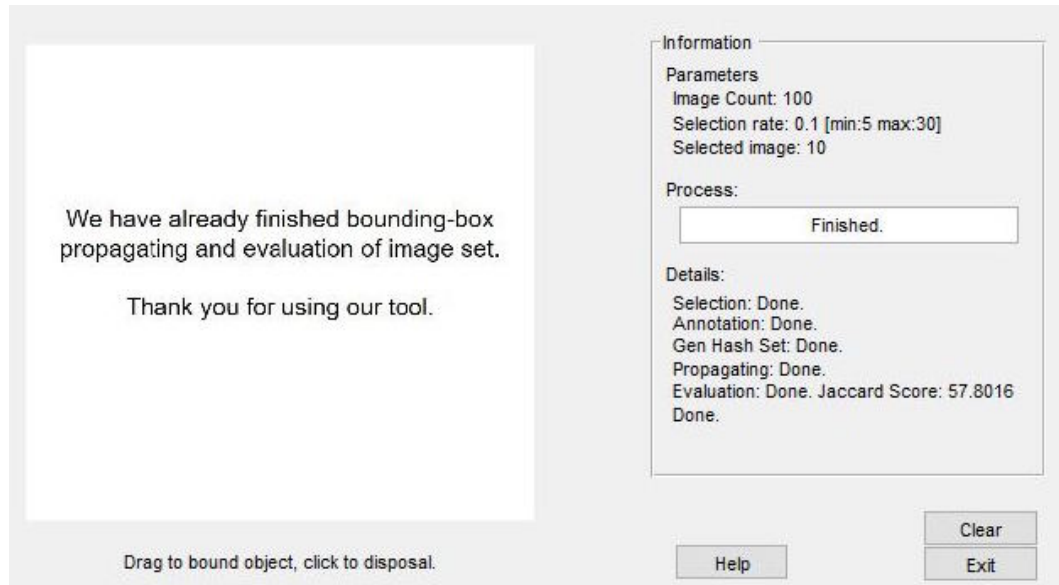 We have already finished bounding-box
propagating and evaluation of image set.
Thank you for using our tool.
Drag to bound object, click to disposal.
Information
Parameters
Image Count: 100
Selection rate: 0.1 [min:5 max:30]
Selected image: 10
Process:
Finished.
Details:
Selection: Done.
Annotation: Done.
Gen Hash Set: Done.
Propagating: Done.
Evaluation: Done. Jaccard Score: 57.8016
Done.
Clear
Help
Exit